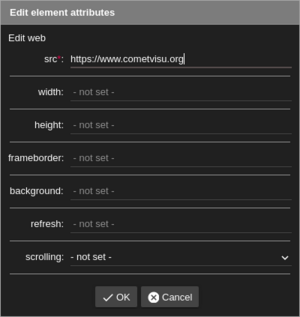 Edit element attributes
Edit web
src*: https://www.cometvisu.org
width: - not set -
height: - not set -
frameborder: - not set -
background: - not set -
refresh: - not set -
scrolling: - not set -
OK Cancel